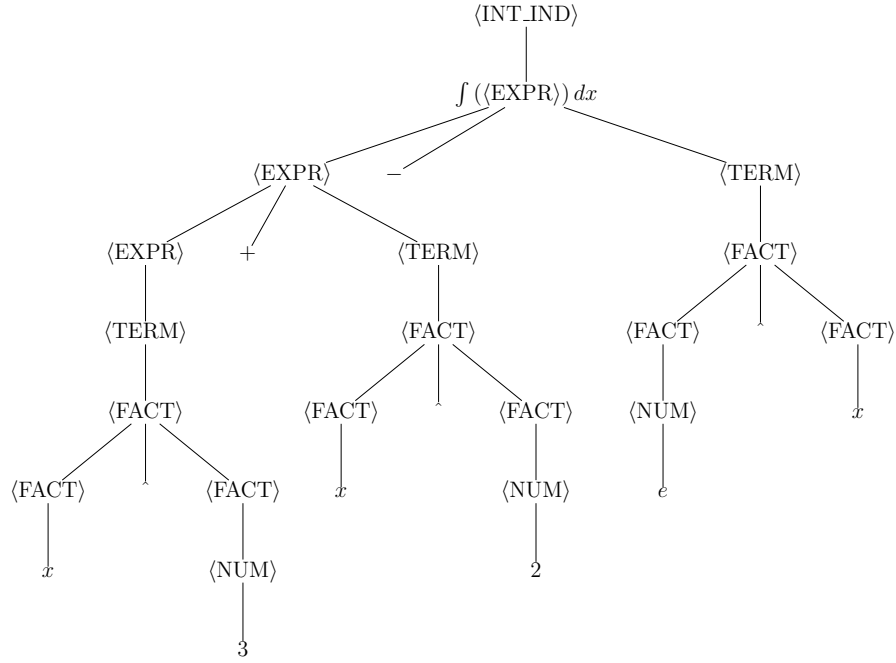 ⟨INT_IND⟩
∫ (⟨EXPR⟩) dx
⟨EXPR⟩ − ⟨TERM⟩
⟨EXPR⟩ + ⟨TERM⟩ ⟨FACT⟩
⟨TERM⟩ ⟨FACT⟩ ⟨FACT⟩ ^ ⟨FACT⟩
⟨FACT⟩ ⟨FACT⟩ ^ ⟨FACT⟩ ⟨NUM⟩ x
⟨FACT⟩ ^ ⟨FACT⟩ x ⟨NUM⟩ e
x ⟨NUM⟩ 2
3